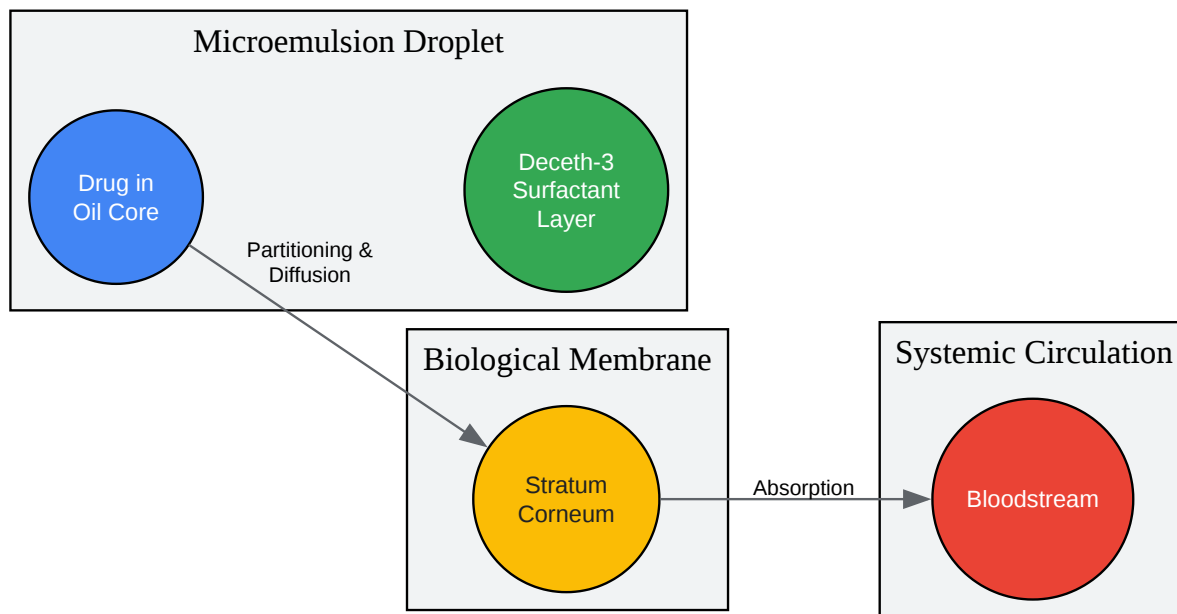 Microemulsion Droplet
Drug in
Oil Core
Deceth-3
Surfactant
Layer
Partitioning &
Diffusion
Biological Membrane
Stratum
Corneum
Absorption
Systemic Circulation
Bloodstream